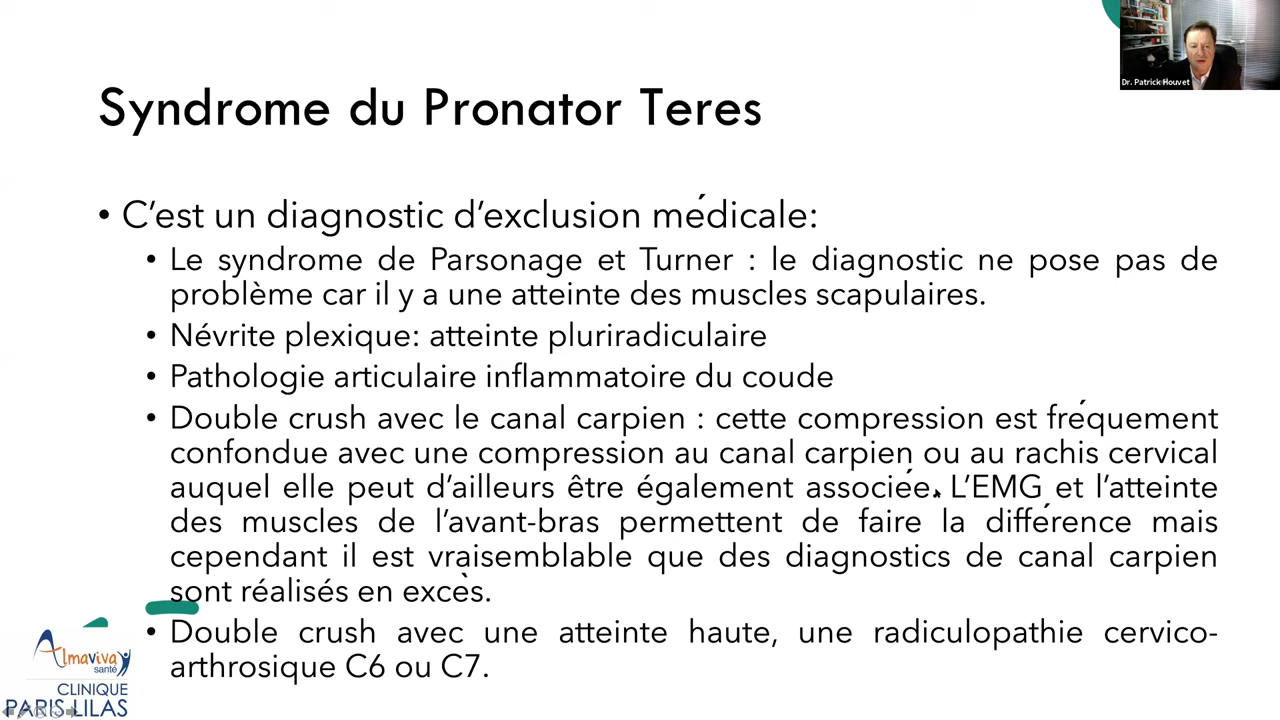 Dr. Patrick Houvet
Syndrome du Pronator Teres
• C’est un diagnostic d’exclusion médicale:
• Le syndrome de Parsonage et Turner : le diagnostic ne pose pas de
problème car il y a une atteinte des muscles scapulaires.
• Névrite plexique: atteinte pluriradiculaire
• Pathologie articulaire inflammatoire du coude
• Double crush avec le canal carpien : cette compression est fréquement
confondue avec une compression au canal carpien ou au rachis cervical
auquel elle peut d’ailleurs être également associée. L’EMG et l’atteinte
des muscles de l’avant-bras permettent de faire la différence mais
cependant il est vraisemblable que des diagnostics de canal carpien
sont réalisés en excès.
• Double crush avec une atteinte haute, une radiculopathie cervico-
arthrosique C6 ou C7.
Almaviva
santé
CLINIQUE
PARIS LILAS